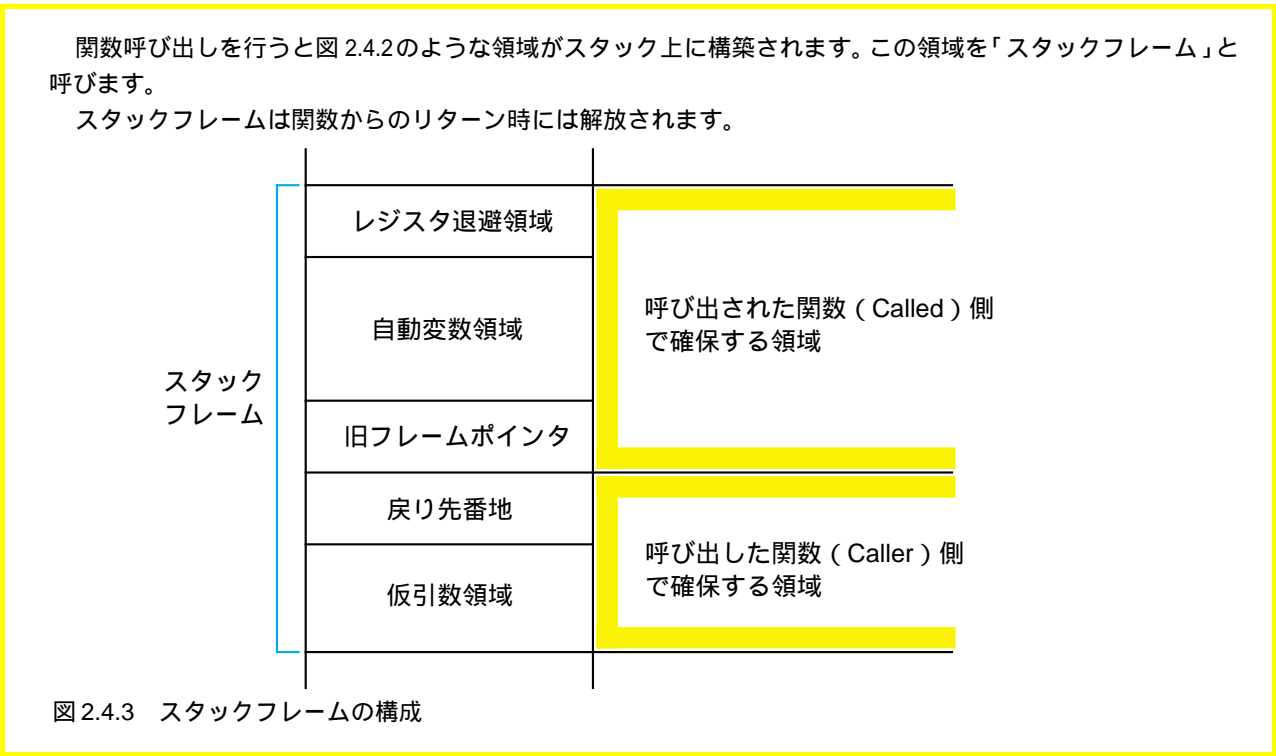 関数呼び出しを行うと図 2.4.2のような領域がスタック上に構築されます。この領域を「スタックフレーム」と
呼びます。
スタックフレームは関数からのリターン時には解放されます。
レジスタ退避領域
自動変数領域
呼び出された関数（Called）側
で確保する領域
スタック
フレーム
旧フレームポインタ
戻り先番地
仮引数領域
呼び出した関数（Caller）側
で確保する領域
図 2.4.3　スタックフレームの構成